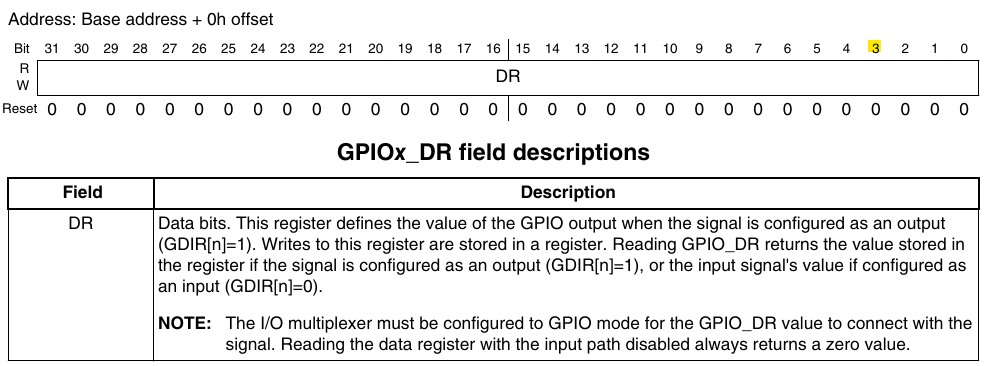 Address: Base address + 0h offset
Bit 31 30 29 28 27 26 25 24 23 22 21 20 19 18 17 16 15 14 13 12 11 10 9 8 7 6 5 4 3 2 1 0
R
DR
W
Reset 0 0 0 0 0 0 0 0 0 0 0 0 0 0 0 0 0 0 0 0 0 0 0 0 0 0 0 0 0 0 0 0
GPIOx_DR field descriptions
Field Description
DR Data bits. This register defines the value of the GPIO output when the signal is configured as an output
(GDIR[n]=1). Writes to this register are stored in a register. Reading GPIO_DR returns the value stored in
the register if the signal is configured as an output (GDIR[n]=1), or the input signal's value if configured as
an input (GDIR[n]=0).
NOTE: The I/O multiplexer must be configured to GPIO mode for the GPIO_DR value to connect with the
signal. Reading the data register with the input path disabled always returns a zero value.